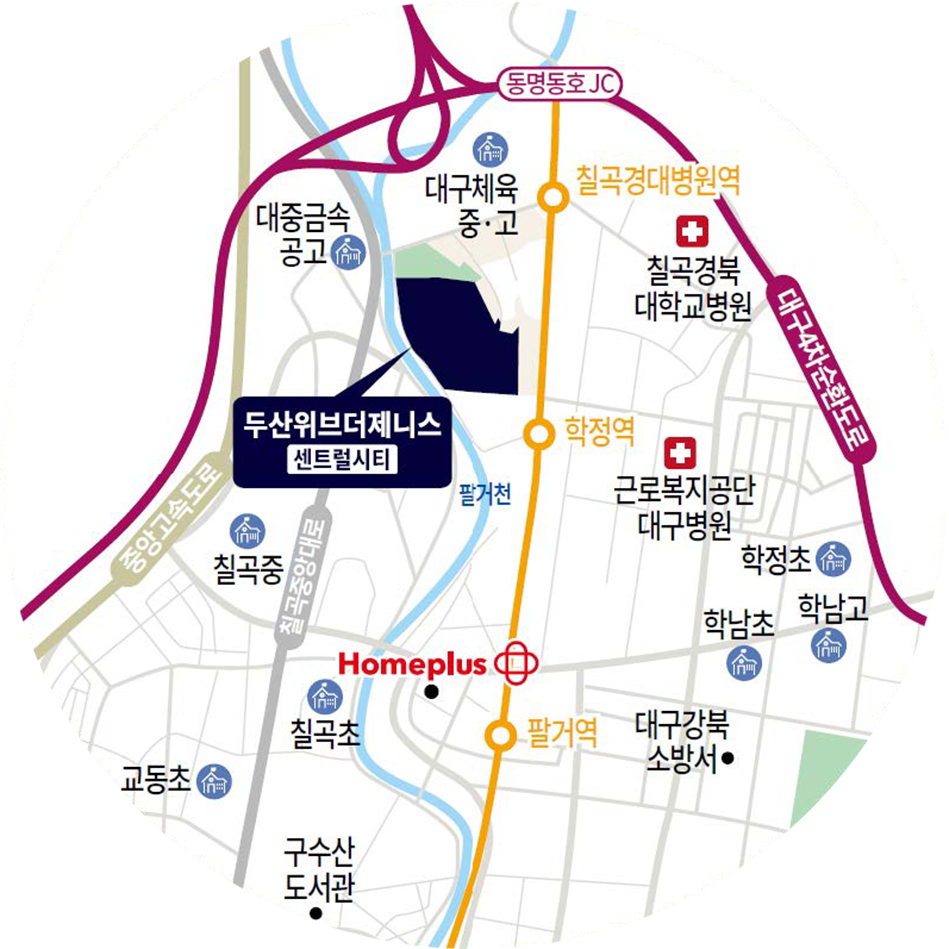 동명동호 JC
대구체육
중·고
칠곡경대병원역
대중금속
공고
칠곡경북
대학교병원
대구4차순환도로
두산위브더제니스
센트럴시티
학정역
팔거천
근로복지공단
대구병원
중앙고속도로
칠곡중
칠곡중앙대로
학정초
학남초
학남고
Homeplus
칠곡초
팔거역
대구강북
소방서
교동초
구수산
도서관